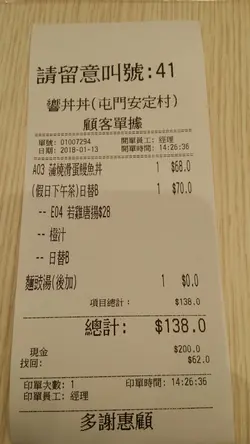 請留意叫號:41
響丼丼(屯門安定村)
顧客單據
單號: 01007294 開單員工: 經理
日期: 2018-01-13 開單時間: 14:26:36
A03 蒲燒滑蛋鰻魚丼 1 $68.0
(假日下午茶)日替B 1 $70.0
-- E04 若雞唐揚$28
-- 橙汁
-- 日替B
麵豉湯(後加) 1 $0.0
項目總計: $138.0
總計: $138.0
現金 $200.0
找回: $62.0
印單次數: 1 印單時間: 14:26:36
印單員工: 經理
多謝惠顧